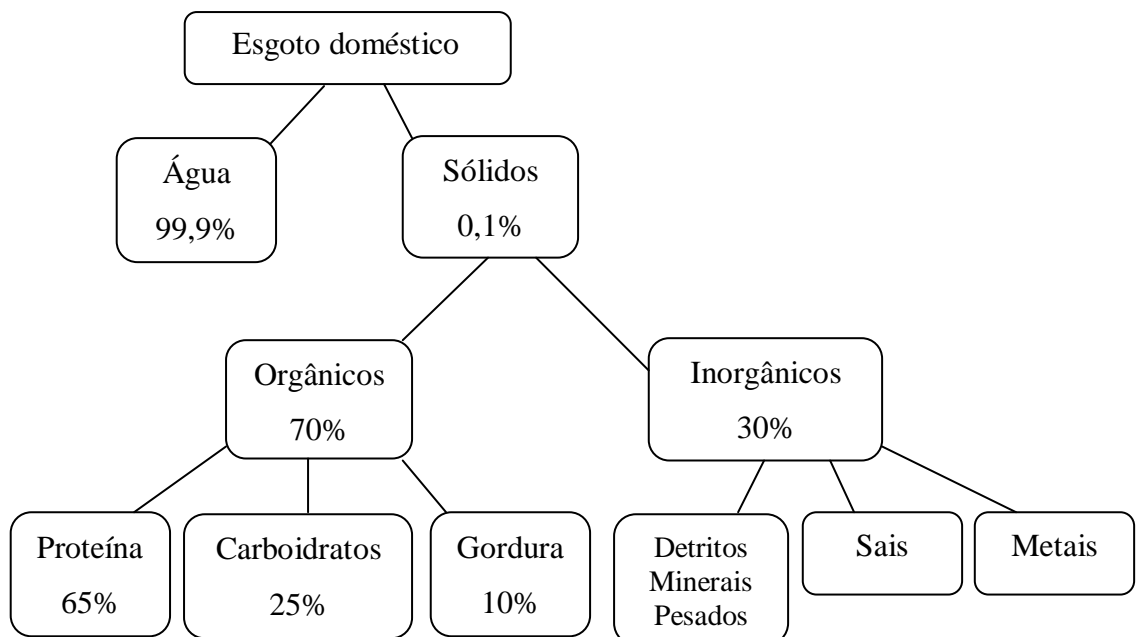 Esgoto doméstico
Água
99,9%
Sólidos
0,1%
Orgânicos
70%
Inorgânicos
30%
Proteína
65%
Carboidratos
25%
Gordura
10%
Detritos
Minerais
Pesados
Sais
Metais